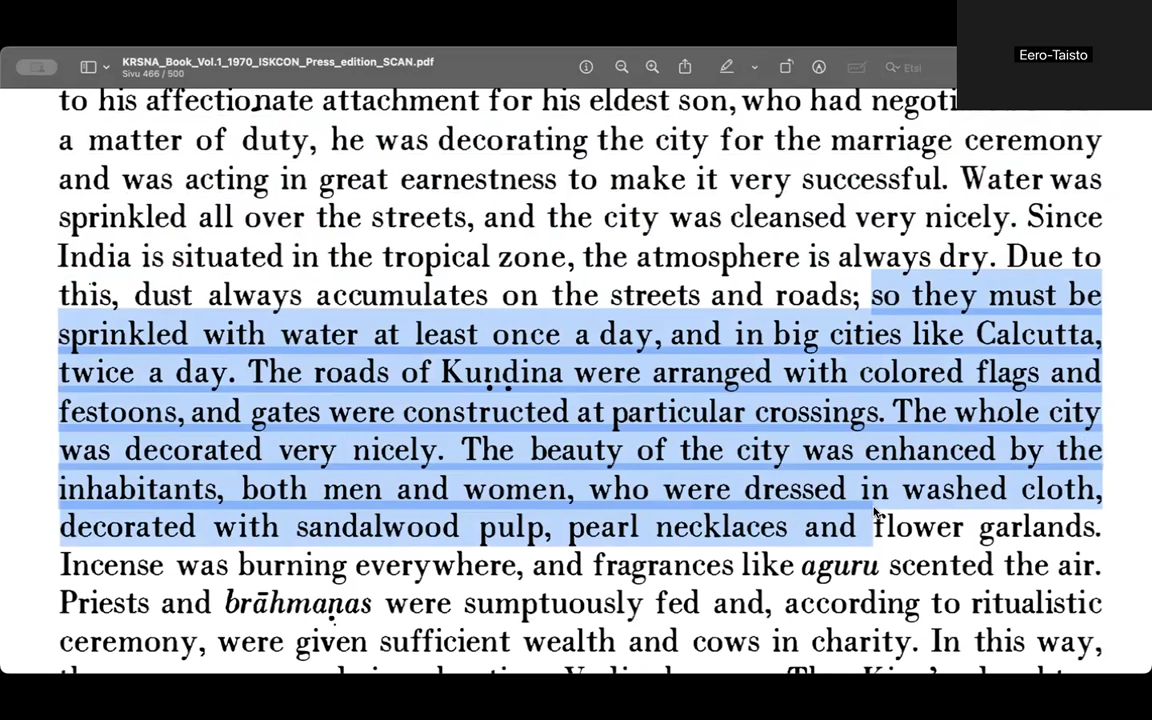 KRSNA_Book_Vol.1_1970_ISKCON_Press_edition_SCAN.pdf
Sivu 466 / 500
Etsi
Eero-Taisto
to his affectionate attachment for his eldest son, who had
a matter of duty, he was decorating the city for the marriage ceremony
and was acting in great earnestness to make it very successful. Water was
sprinkled all over the streets, and the city was cleansed very nicely. Since
India is situated in the tropical zone, the atmosphere is always dry. Due to
this, dust always accumulates on the streets and roads; so they must be
sprinkled with water at least once a day, and in big cities like Calcutta,
twice a day. The roads of Kuṇḍina were arranged with colored flags and
festoons, and gates were constructed at particular crossings. The whole city
was decorated very nicely. The beauty of the city was enhanced by the
inhabitants, both men and women, who were dressed in washed cloth,
decorated with sandalwood pulp, pearl necklaces and flower garlands.
Incense was burning everywhere, and fragrances like aguru scented the air.
Priests and brāhmaṇas were sumptuously fed and, according to ritualistic
ceremony, were given sufficient wealth and cows in charity. In this way,